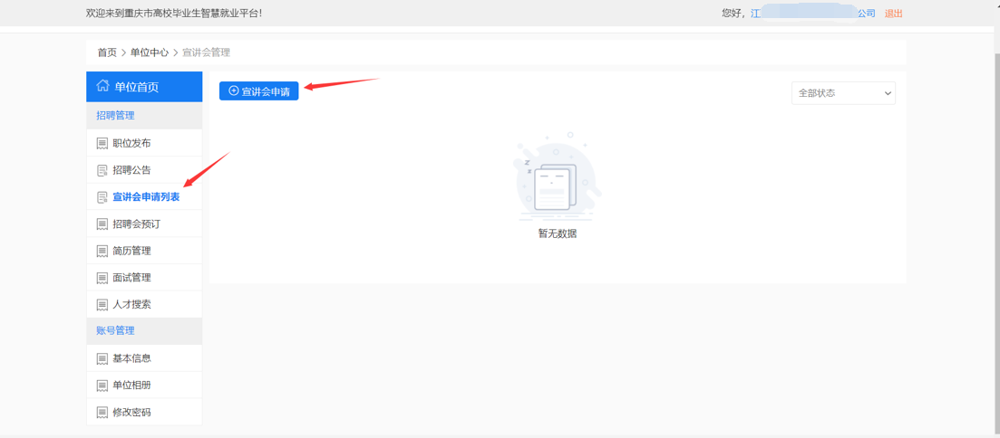 欢迎来到重庆市高校毕业生智慧就业平台！
您好，江 公司 退出
首页 > 单位中心 > 宣讲会管理
单位首页
招聘管理
职位发布
招聘公告
宣讲会申请列表
招聘会预订
简历管理
面试管理
人才搜索
账号管理
基本信息
单位相册
修改密码
宣讲会申请
全部状态
z
z
暂无数据